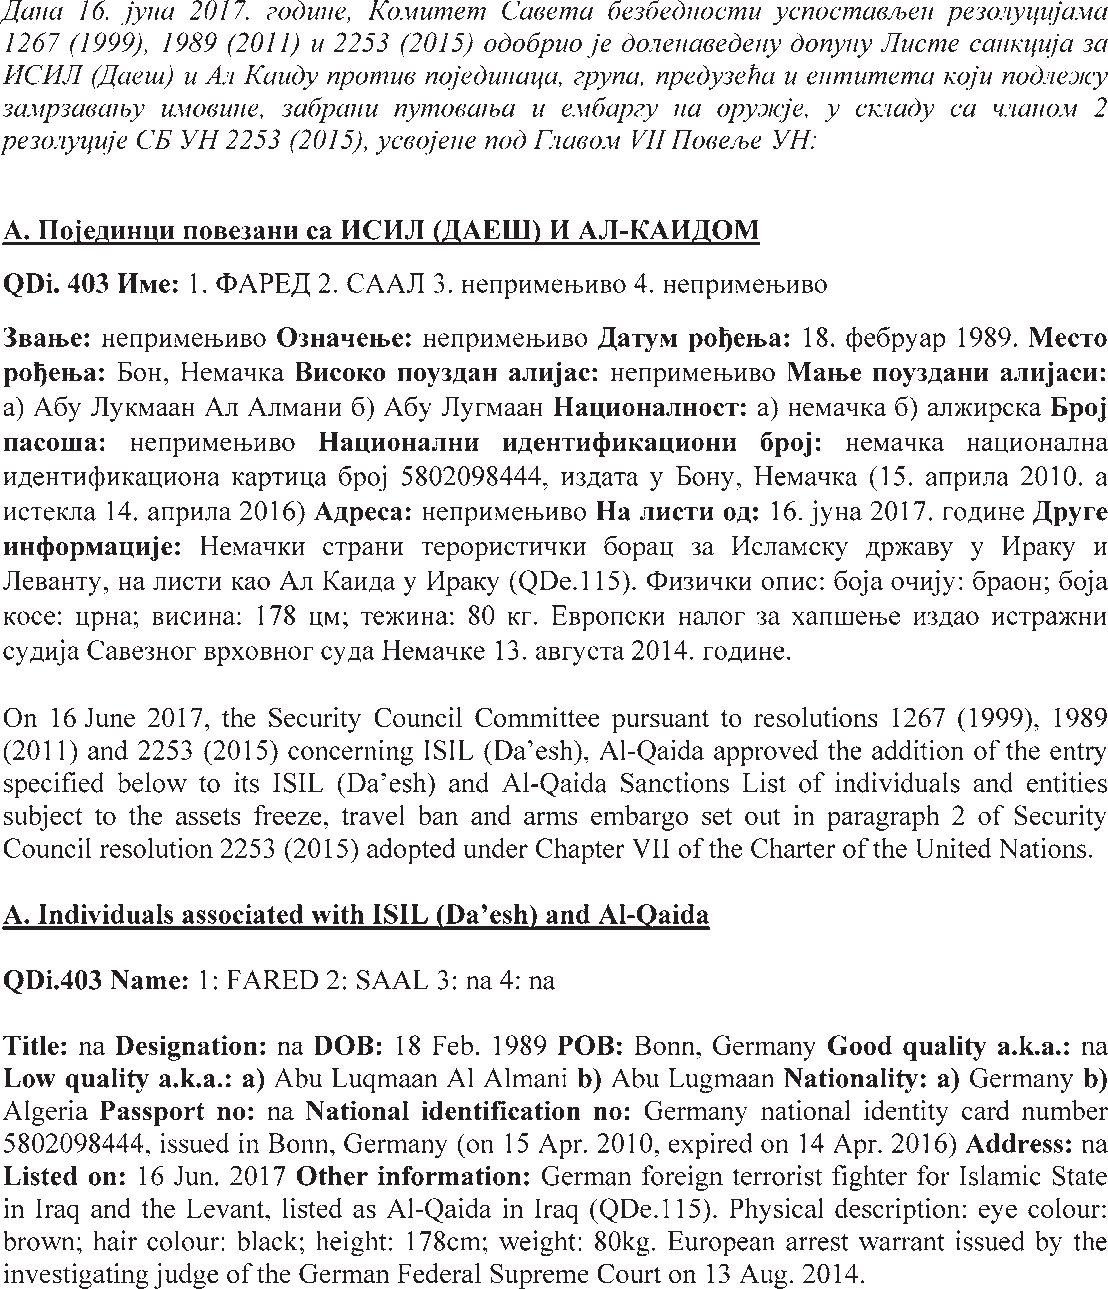 Дана 16. јуна 2017. године, Комитет Савета безбедности успостављен резолуцијама
1267 (1999), 1989 (2011) и 2253 (2015) одобрио је доленаведену допуну Листе санкција за
ИСИЛ (Даеш) и Ал Каиду против појединаца, група, предузећа и ентитета који подлежу
замрзавању имовине, забрани путовања и ембаргу на оружје, у складу са чланом 2
резолуције СБ УН 2253 (2015), усвојене под Главом VII Повеље УН:
А. Појединци повезани са ИСИЛ (ДАЕШ) И АЛ-КАИДОМ
QDi. 403 Име: 1. ФАРЕД 2. СААЛ 3. непримењиво 4. непримењиво
Звање: непримењиво Означење: непримењиво Датум рођења: 18. фебруар 1989. Место
рођења: Бон, Немачка Високо поуздан алијас: непримењиво Мање поуздани алијаси:
а) Абу Лукмаан Ал Алмани б) Абу Лугмаан Националност: а) немачка б) алжирска Број
пасоша: непримењиво Национални идентификациони број: немачка национална
идентификациона картица број 5802098444, издата у Бону, Немачка (15. априла 2010. а
истекла 14. априла 2016) Адреса: непримењиво На листи од: 16. јуна 2017. године Друге
информације: Немачки страни терористички борац за Исламску државу у Ираку и
Леванту, на листи као Ал Каида у Ираку (QDe.115). Физички опис: боја очију: браон; боја
косе: црна; висина: 178 цм; тежина: 80 кг. Европски налог за хапшење издао истражни
судија Савезног врховног суда Немачке 13. августа 2014. године.
On 16 June 2017, the Security Council Committee pursuant to resolutions 1267 (1999), 1989
(2011) and 2253 (2015) concerning ISIL (Da’esh), Al-Qaida approved the addition of the entry
specified below to its ISIL (Da’esh) and Al-Qaida Sanctions List of individuals and entities
subject to the assets freeze, travel ban and arms embargo set out in paragraph 2 of Security
Council resolution 2253 (2015) adopted under Chapter VII of the Charter of the United Nations.
A. Individuals associated with ISIL (Da’esh) and Al-Qaida
QDi.403 Name: 1: FARED 2: SAAL 3: na 4: na
Title: na Designation: na DOB: 18 Feb. 1989 POB: Bonn, Germany Good quality a.k.a.: na
Low quality a.k.a.: a) Abu Luqmaan Al Almani b) Abu Lugmaan Nationality: a) Germany b)
Algeria Passport no: na National identification no: Germany national identity card number
5802098444, issued in Bonn, Germany (on 15 Apr. 2010, expired on 14 Apr. 2016) Address: na
Listed on: 16 Jun. 2017 Other information: German foreign terrorist fighter for Islamic State
in Iraq and the Levant, listed as Al-Qaida in Iraq (QDe.115). Physical description: eye colour:
brown; hair colour: black; height: 178cm; weight: 80kg. European arrest warrant issued by the
investigating judge of the German Federal Supreme Court on 13 Aug. 2014.